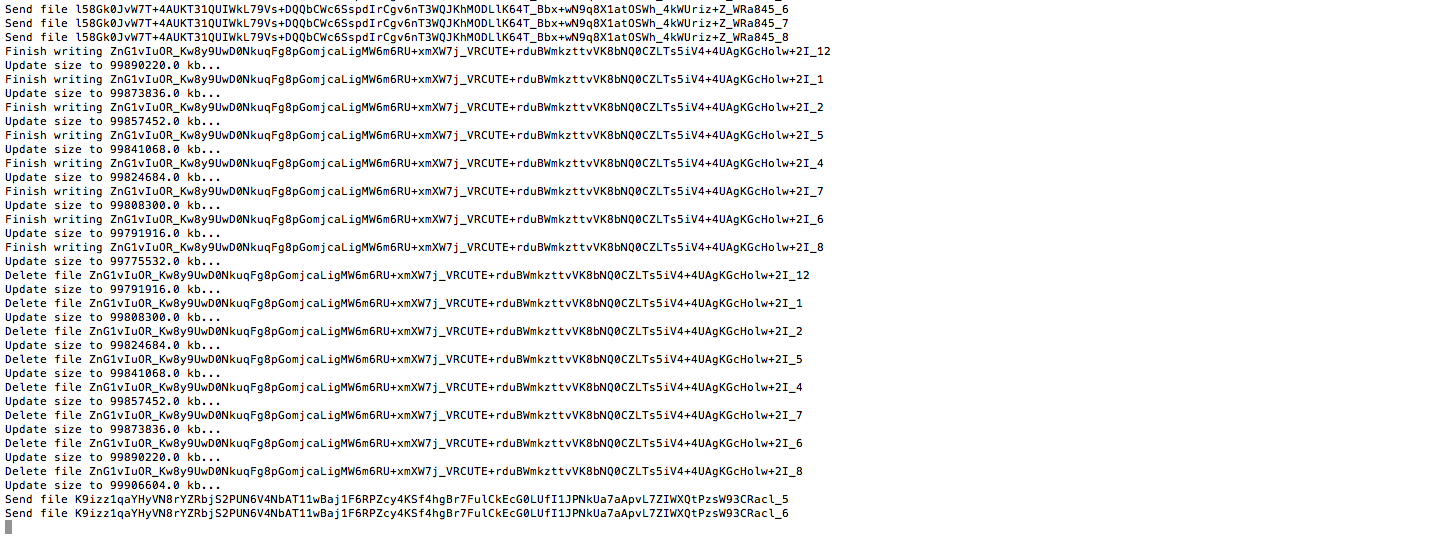 Send file l58Gk0JvW7T+4AUKT31QUIWkL79Vs+DQQbCWc6SspdIrCgv6nT3WQJKhMODLlK64T_Bbx+wN9q8X1atOSWh_4kWUriz+Z_WRa845_6
Send file l58Gk0JvW7T+4AUKT31QUIWkL79Vs+DQQbCWc6SspdIrCgv6nT3WQJKhMODLlK64T_Bbx+wN9q8X1atOSWh_4kWUriz+Z_WRa845_7
Send file l58Gk0JvW7T+4AUKT31QUIWkL79Vs+DQQbCWc6SspdIrCgv6nT3WQJKhMODLlK64T_Bbx+wN9q8X1atOSWh_4kWUriz+Z_WRa845_8
Finish writing ZnG1vIuOR_Kw8y9UwD0NkuqFg8pGomjcaLigMW6m6RU+xmXW7j_VRCUTE+rduBWmkzttvVK8bNQ0CZLTs5iV4+4UAgKGcHolw+2I_12
Update size to 99890220.0 kb...
Finish writing ZnG1vIuOR_Kw8y9UwD0NkuqFg8pGomjcaLigMW6m6RU+xmXW7j_VRCUTE+rduBWmkzttvVK8bNQ0CZLTs5iV4+4UAgKGcHolw+2I_1
Update size to 99873836.0 kb...
Finish writing ZnG1vIuOR_Kw8y9UwD0NkuqFg8pGomjcaLigMW6m6RU+xmXW7j_VRCUTE+rduBWmkzttvVK8bNQ0CZLTs5iV4+4UAgKGcHolw+2I_2
Update size to 99857452.0 kb...
Finish writing ZnG1vIuOR_Kw8y9UwD0NkuqFg8pGomjcaLigMW6m6RU+xmXW7j_VRCUTE+rduBWmkzttvVK8bNQ0CZLTs5iV4+4UAgKGcHolw+2I_5
Update size to 99841068.0 kb...
Finish writing ZnG1vIuOR_Kw8y9UwD0NkuqFg8pGomjcaLigMW6m6RU+xmXW7j_VRCUTE+rduBWmkzttvVK8bNQ0CZLTs5iV4+4UAgKGcHolw+2I_4
Update size to 99824684.0 kb...
Finish writing ZnG1vIuOR_Kw8y9UwD0NkuqFg8pGomjcaLigMW6m6RU+xmXW7j_VRCUTE+rduBWmkzttvVK8bNQ0CZLTs5iV4+4UAgKGcHolw+2I_7
Update size to 99808300.0 kb...
Finish writing ZnG1vIuOR_Kw8y9UwD0NkuqFg8pGomjcaLigMW6m6RU+xmXW7j_VRCUTE+rduBWmkzttvVK8bNQ0CZLTs5iV4+4UAgKGcHolw+2I_6
Update size to 99791916.0 kb...
Finish writing ZnG1vIuOR_Kw8y9UwD0NkuqFg8pGomjcaLigMW6m6RU+xmXW7j_VRCUTE+rduBWmkzttvVK8bNQ0CZLTs5iV4+4UAgKGcHolw+2I_8
Update size to 99775532.0 kb...
Delete file ZnG1vIuOR_Kw8y9UwD0NkuqFg8pGomjcaLigMW6m6RU+xmXW7j_VRCUTE+rduBWmkzttvVK8bNQ0CZLTs5iV4+4UAgKGcHolw+2I_12
Update size to 99791916.0 kb...
Delete file ZnG1vIuOR_Kw8y9UwD0NkuqFg8pGomjcaLigMW6m6RU+xmXW7j_VRCUTE+rduBWmkzttvVK8bNQ0CZLTs5iV4+4UAgKGcHolw+2I_1
Update size to 99808300.0 kb...
Delete file ZnG1vIuOR_Kw8y9UwD0NkuqFg8pGomjcaLigMW6m6RU+xmXW7j_VRCUTE+rduBWmkzttvVK8bNQ0CZLTs5iV4+4UAgKGcHolw+2I_2
Update size to 99824684.0 kb...
Delete file ZnG1vIuOR_Kw8y9UwD0NkuqFg8pGomjcaLigMW6m6RU+xmXW7j_VRCUTE+rduBWmkzttvVK8bNQ0CZLTs5iV4+4UAgKGcHolw+2I_5
Update size to 99841068.0 kb...
Delete file ZnG1vIuOR_Kw8y9UwD0NkuqFg8pGomjcaLigMW6m6RU+xmXW7j_VRCUTE+rduBWmkzttvVK8bNQ0CZLTs5iV4+4UAgKGcHolw+2I_4
Update size to 99857452.0 kb...
Delete file ZnG1vIuOR_Kw8y9UwD0NkuqFg8pGomjcaLigMW6m6RU+xmXW7j_VRCUTE+rduBWmkzttvVK8bNQ0CZLTs5iV4+4UAgKGcHolw+2I_7
Update size to 99873836.0 kb...
Delete file ZnG1vIuOR_Kw8y9UwD0NkuqFg8pGomjcaLigMW6m6RU+xmXW7j_VRCUTE+rduBWmkzttvVK8bNQ0CZLTs5iV4+4UAgKGcHolw+2I_6
Update size to 99890220.0 kb...
Delete file ZnG1vIuOR_Kw8y9UwD0NkuqFg8pGomjcaLigMW6m6RU+xmXW7j_VRCUTE+rduBWmkzttvVK8bNQ0CZLTs5iV4+4UAgKGcHolw+2I_8
Update size to 99906604.0 kb...
Send file K9izz1qaYHyVN8rYZRbjS2PUN6V4NbAT11wBaj1F6RPZcy4KSf4hgBr7FulCkEcG0LUfI1JPNkUa7aApvL7ZIWXQtPzsW93CRacl_5
Send file K9izz1qaYHyVN8rYZRbjS2PUN6V4NbAT11wBaj1F6RPZcy4KSf4hgBr7FulCkEcG0LUfI1JPNkUa7aApvL7ZIWXQtPzsW93CRacl_6